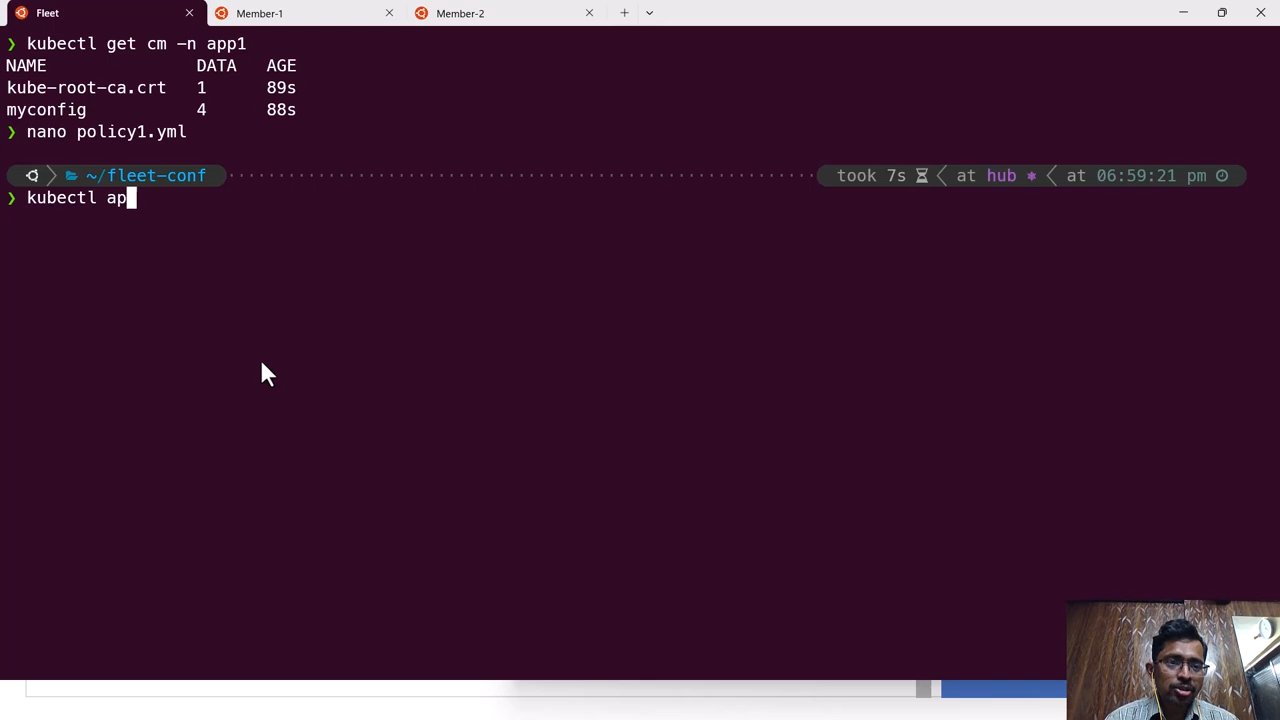 Fleet
Member-1
Member-2
❯ kubectl get cm -n app1
NAME DATA AGE
kube-root-ca.crt 1 89s
myconfig 4 88s
❯ nano policy1.yml
~/fleet-conf took 7s at hub at 06:59:21 pm
❯ kubectl ap